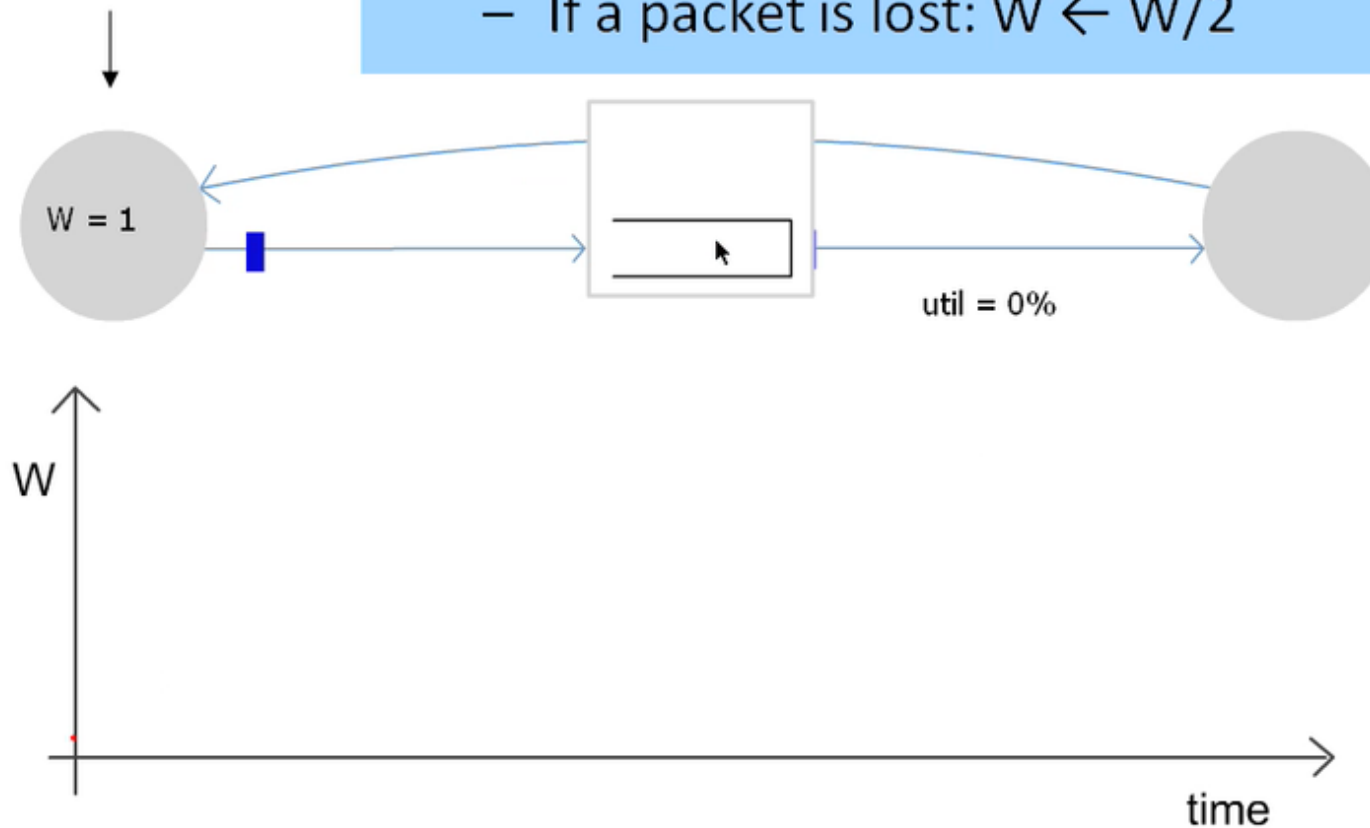 – If a packet is lost: W ← W/2
W = 1
util = 0%
W
time